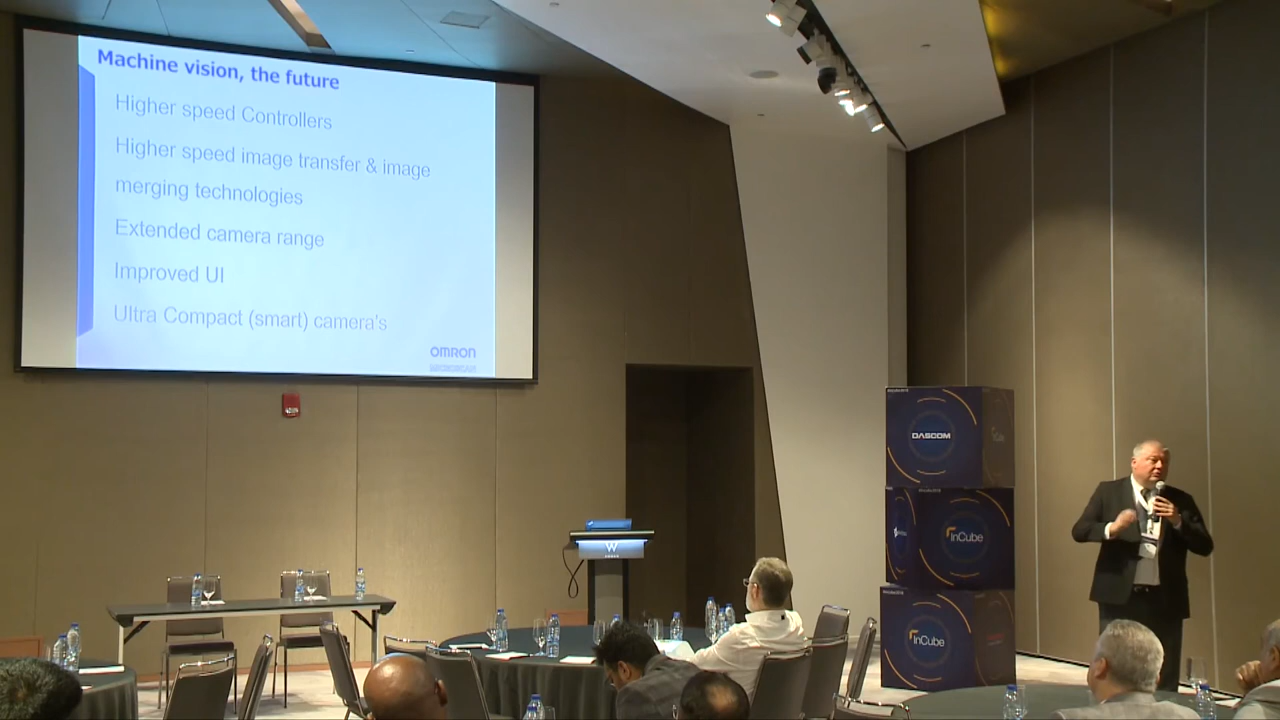 Machine vision, the future
Higher speed Controllers
Higher speed image transfer & image
merging technologies
Extended camera range
Improved UI
Ultra Compact (smart) camera's
OMRON
MICROSCAN
DASCOM
InCube
InCube
W